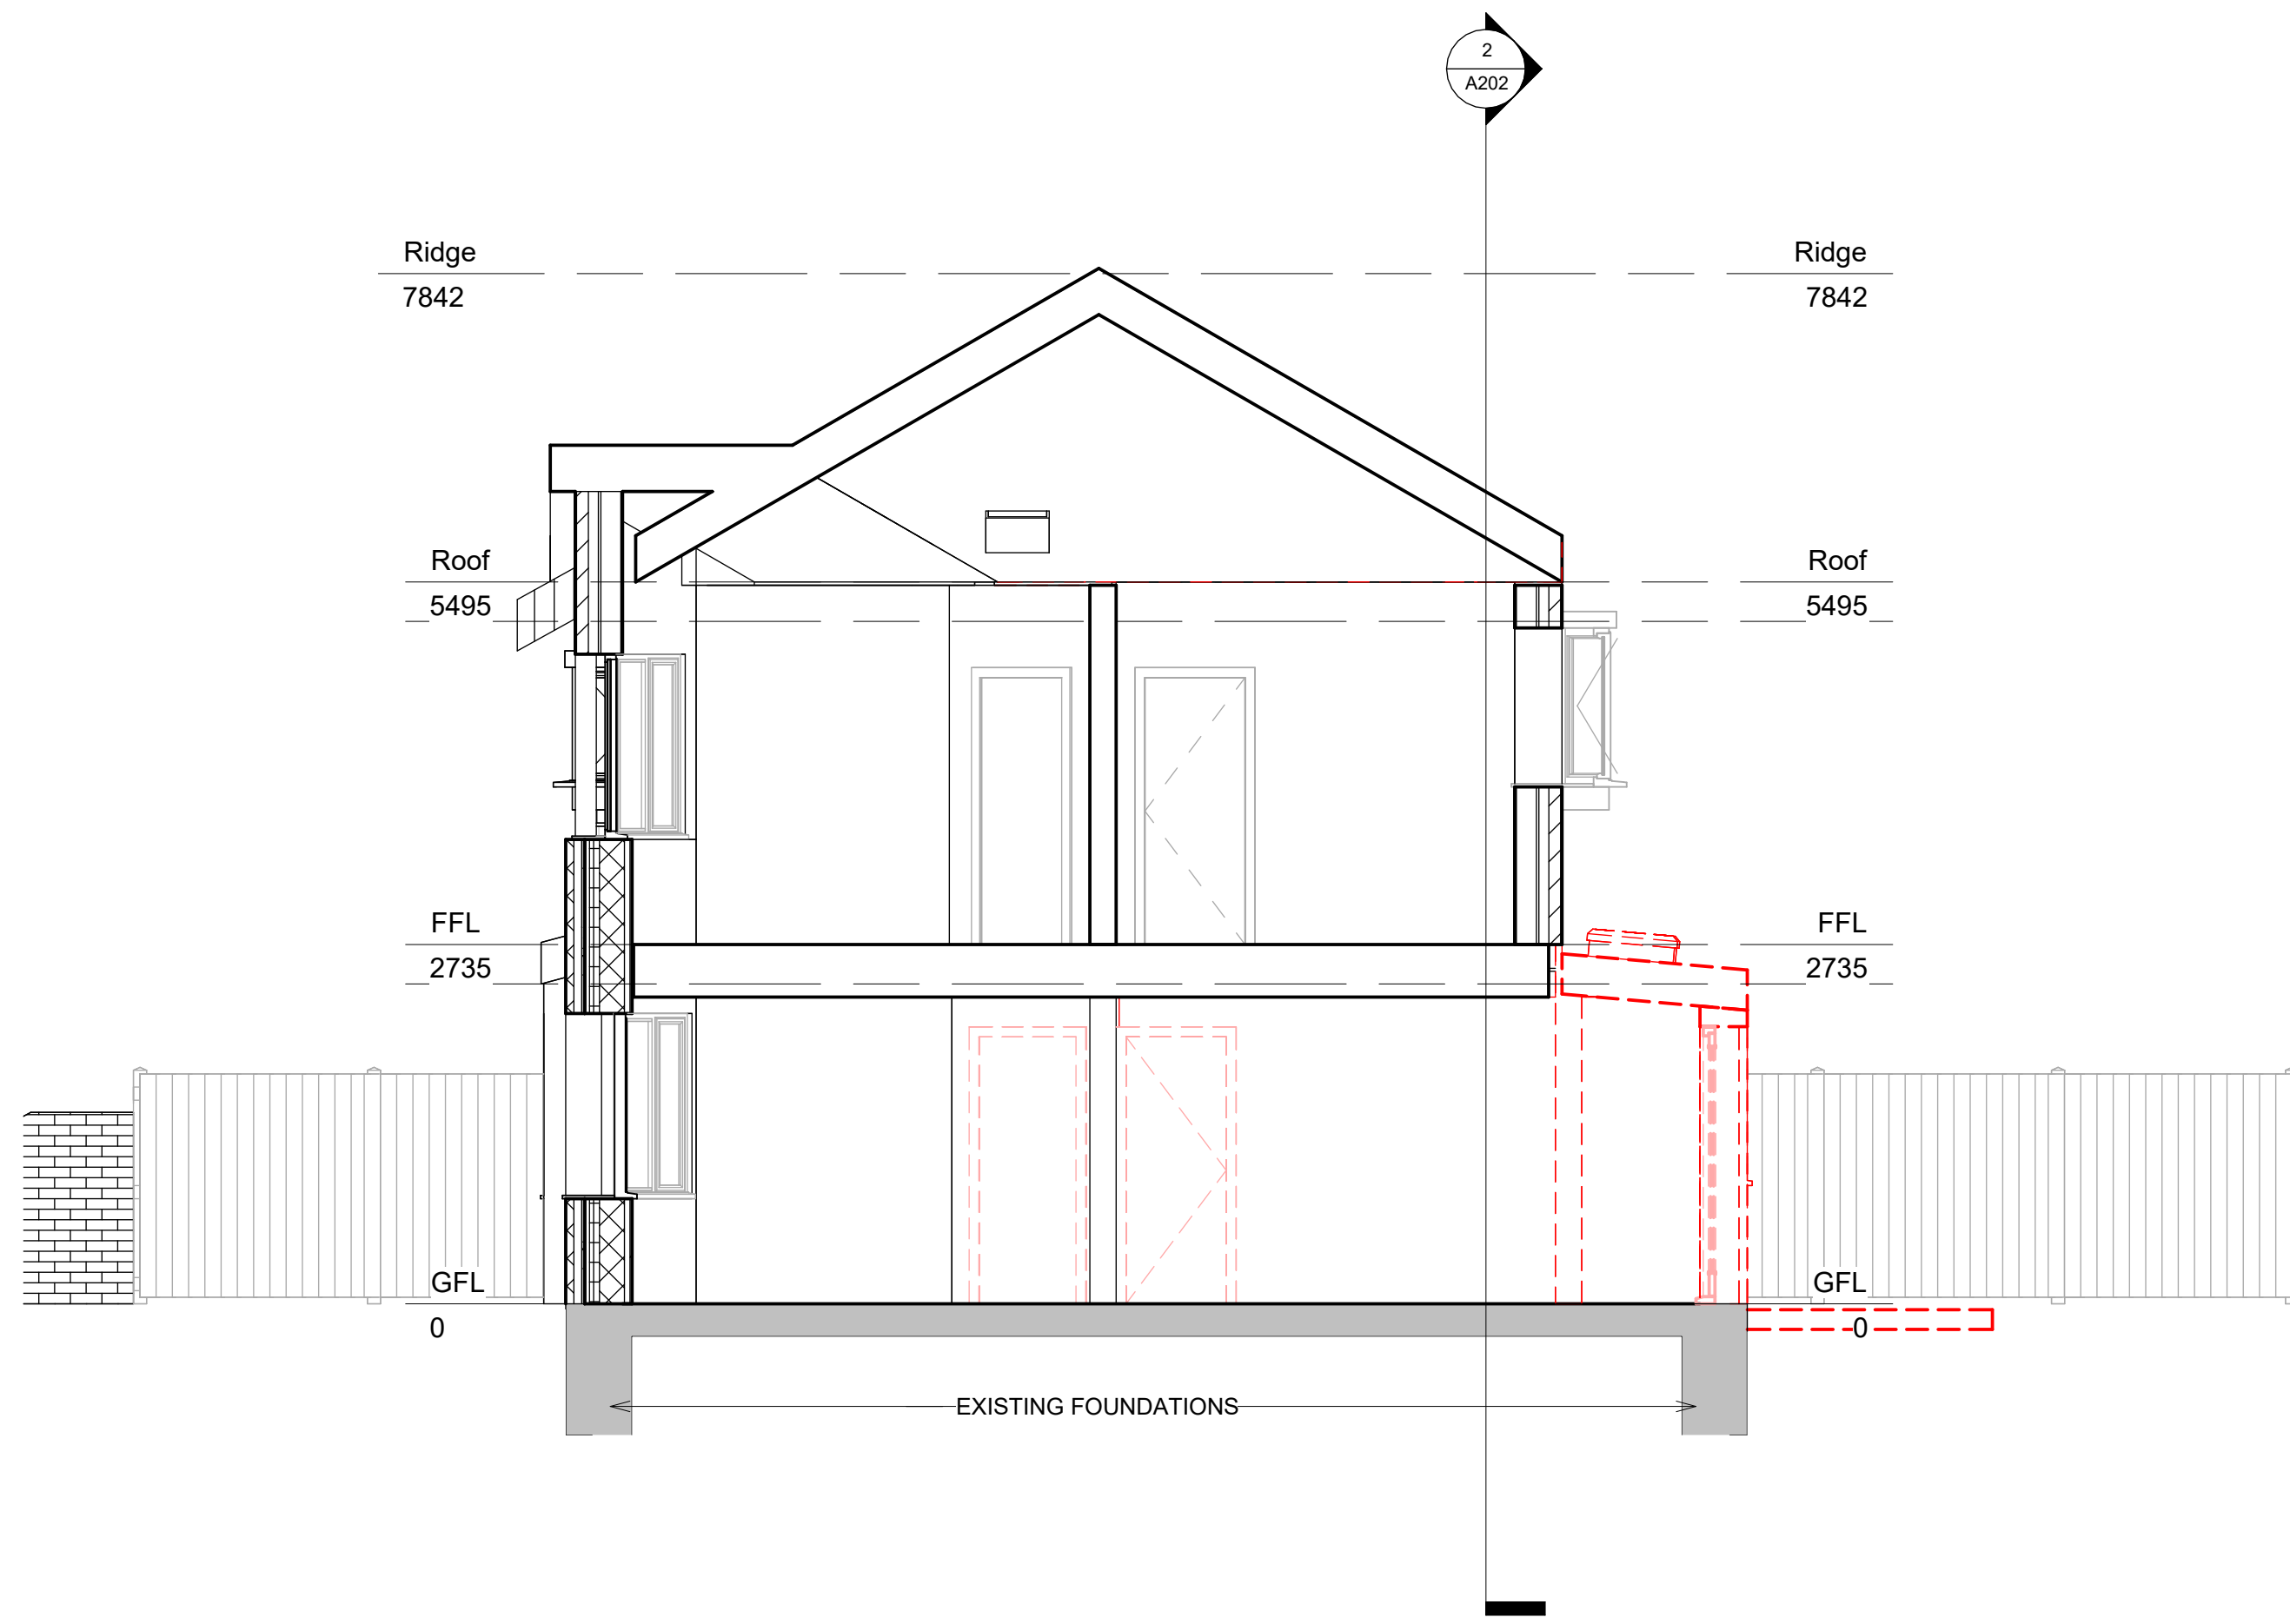 2
A202
Ridge
7842
Ridge
7842
Roof
5495
Roof
5495
FFL
2735
FFL
2735
GFL
0
GFL
0
EXISTING FOUNDATIONS